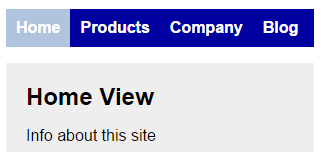 Home Products Company Blog
Home View
Info about this site